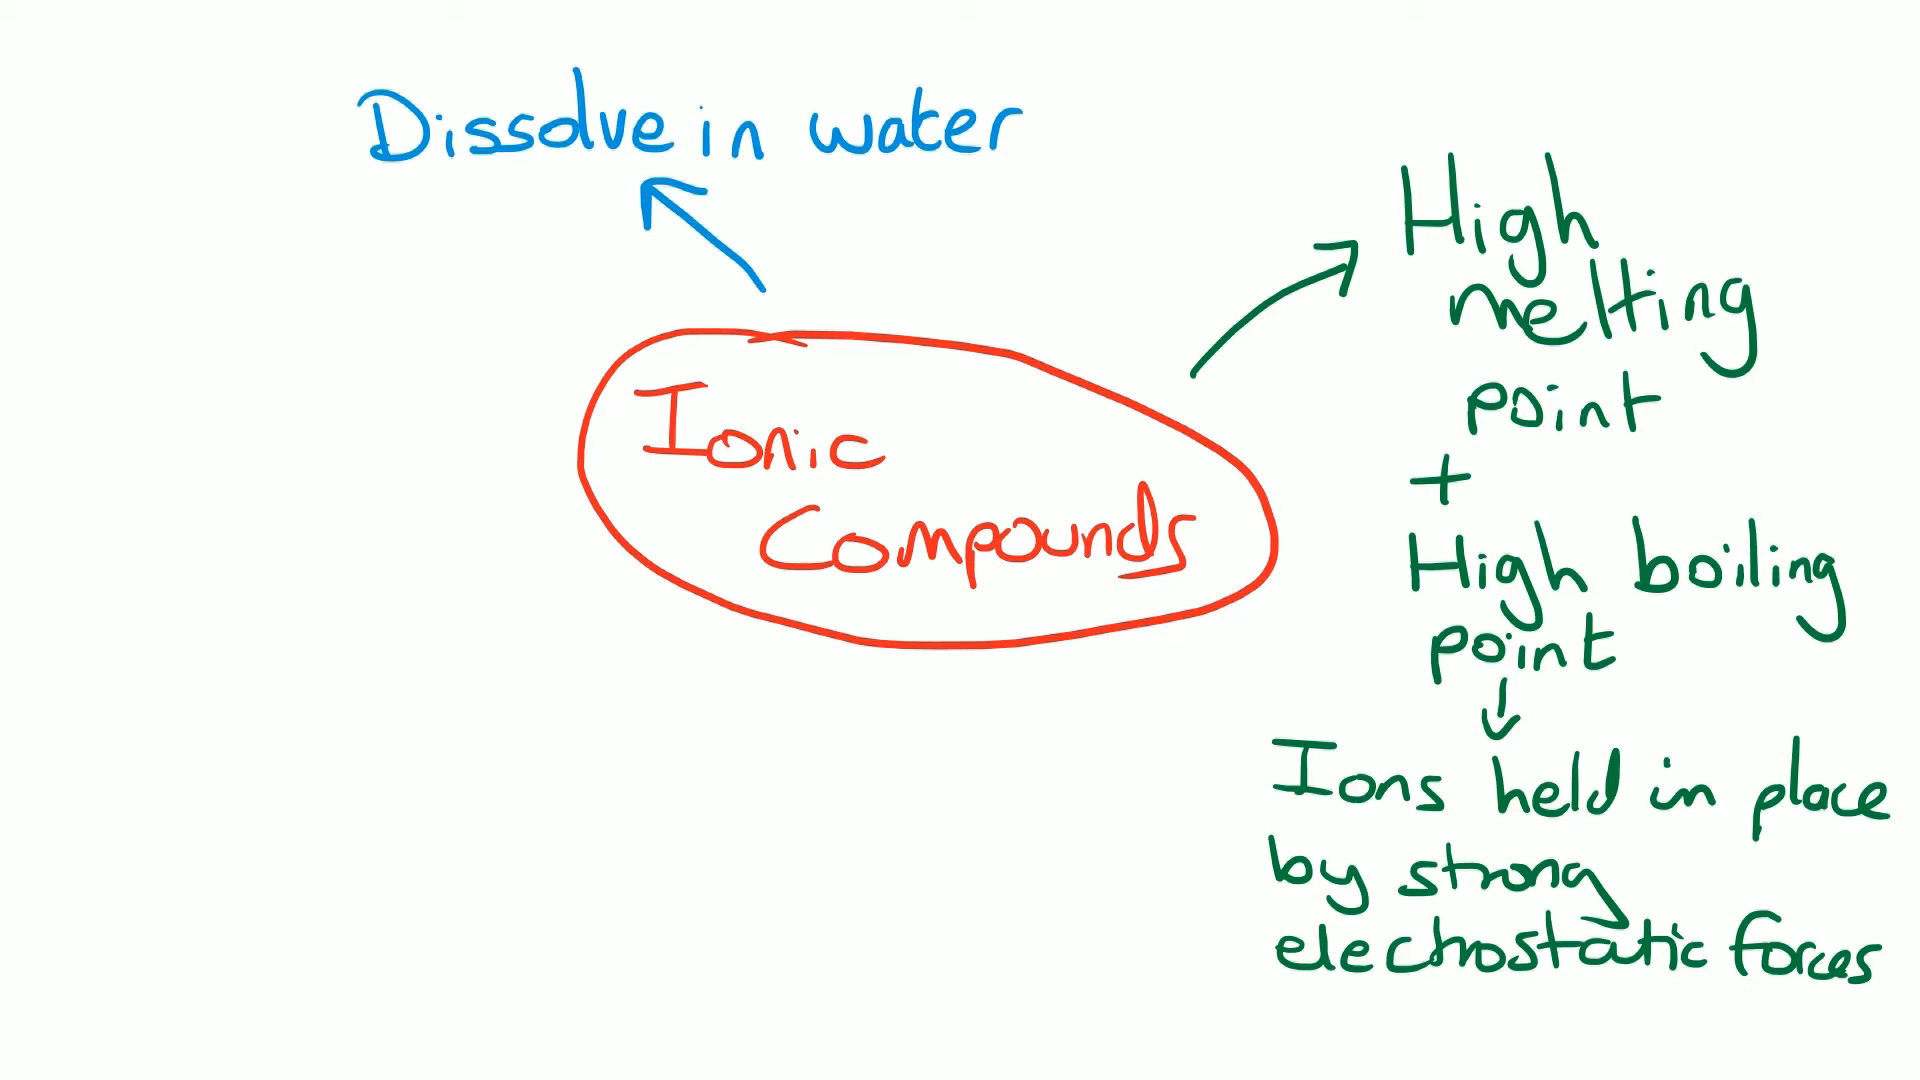 Dissolve in water
Ionic
Compounds
High
melting
point
+
High boiling
point
Ions held in place
by strong
electrostatic forces